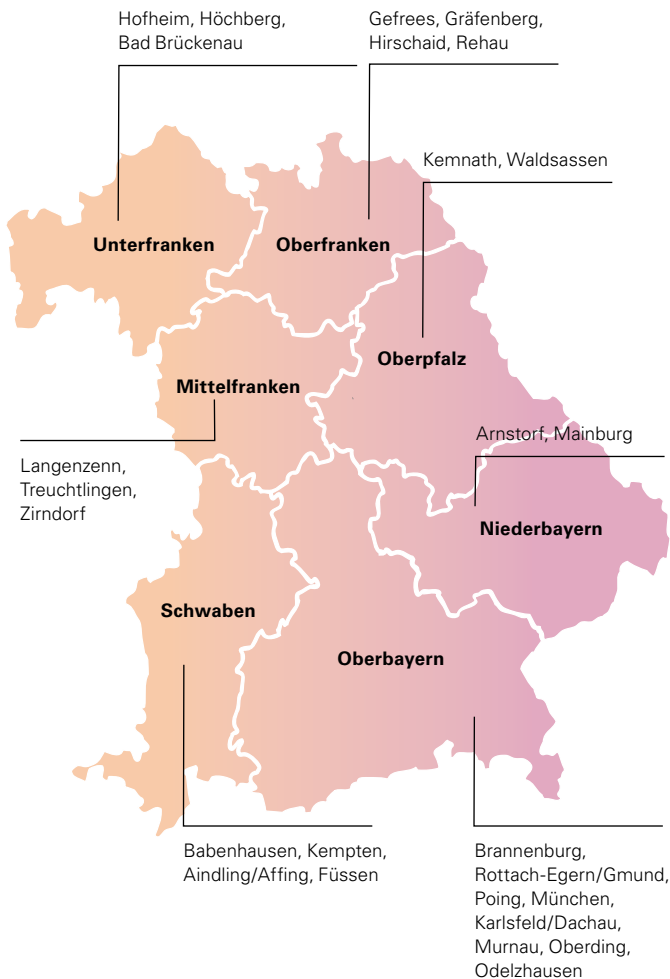 Hofheim, Höchberg,
Bad Brückenau
Gefrees, Gräfenberg,
Hirschaid, Rehau
Kemnath, Waldsassen
Unterfranken
Oberfranken
Oberpfalz
Mittelfranken
Arnstorf, Mainburg
Langenzenn,
Treuchtlingen,
Zirndorf
Niederbayern
Schwaben
Oberbayern
Babenhausen, Kempten,
Aindling/Affing, Füssen
Brannenburg,
Rottach-Egern/Gmund,
Poing, München,
Karlsfeld/Dachau,
Murnau, Oberding,
Odelzhausen